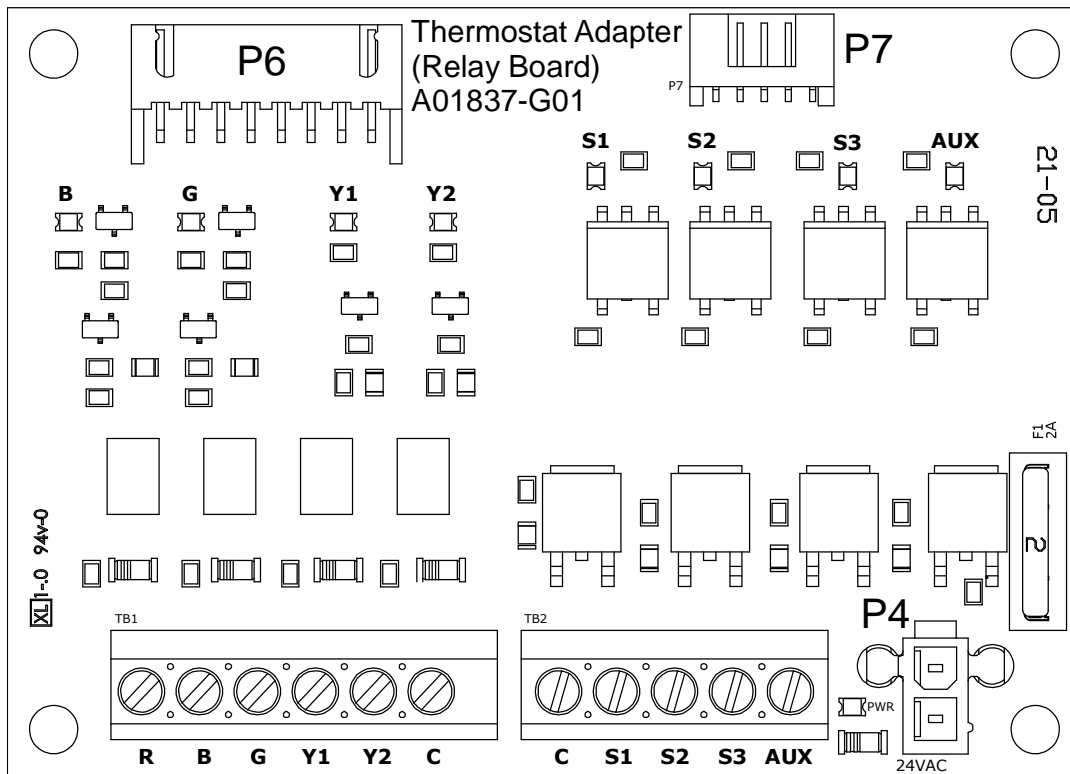 P6
Thermostat Adapter
(Relay Board)
A01837-G01
P7
P7
S1 S2 S3 AUX
21-05
B G Y1 Y2
F1
2A
2
94v-0
XL 1-.0
P4
TB1
TB2
PWR
R B G Y1 Y2 C
C S1 S2 S3 AUX
24VAC